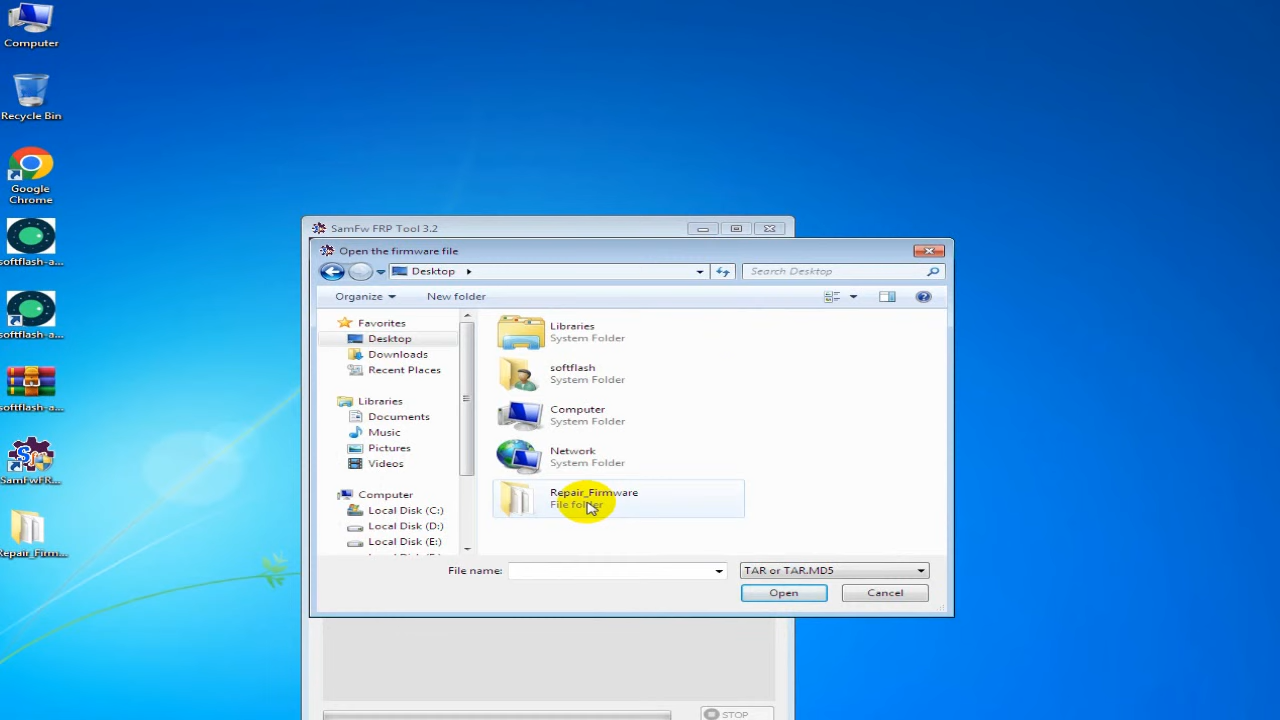 Computer
Recycle Bin
Google
Chrome
softflash-a...
softflash-a...
softflash-a...
SamFwFR...
Repair_Firm...
SamFw FRP Tool 3.2
Open the firmware file
Desktop
Search Desktop
Organize
New folder
Favorites
Desktop
Downloads
Recent Places
Libraries
Documents
Music
Pictures
Videos
Computer
Local Disk (C:)
Local Disk (D:)
Local Disk (E:)
Libraries
System Folder
softflash
System Folder
Computer
System Folder
Network
System Folder
Repair_Firmware
File folder
File name:
TAR or TAR.MD5
Open
Cancel
STOP